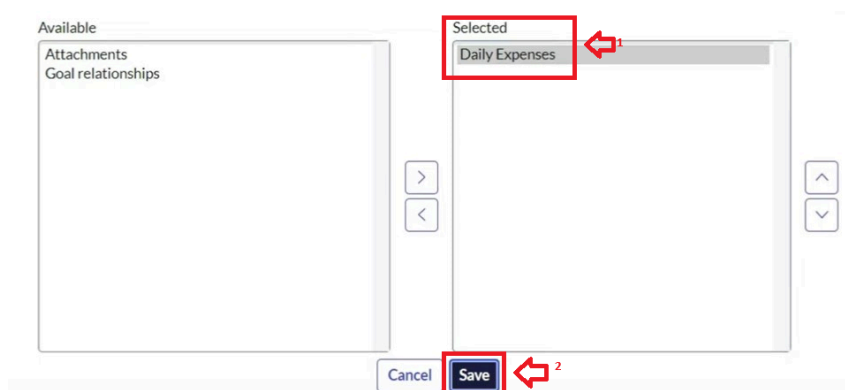 Available
Attachments
Goal relationships
Selected
Daily Expenses
1
Cancel
Save
2